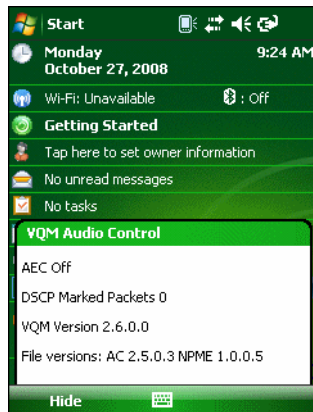 Start
Monday 9:24 AM
October 27, 2008
Wi-Fi: Unavailable : Off
Getting Started
Tap here to set owner information
No unread messages
No tasks
VQM Audio Control
AEC Off
DSCP Marked Packets 0
VQM Version 2.6.0.0
File versions: AC 2.5.0.3 NPME 1.0.0.5
Hide